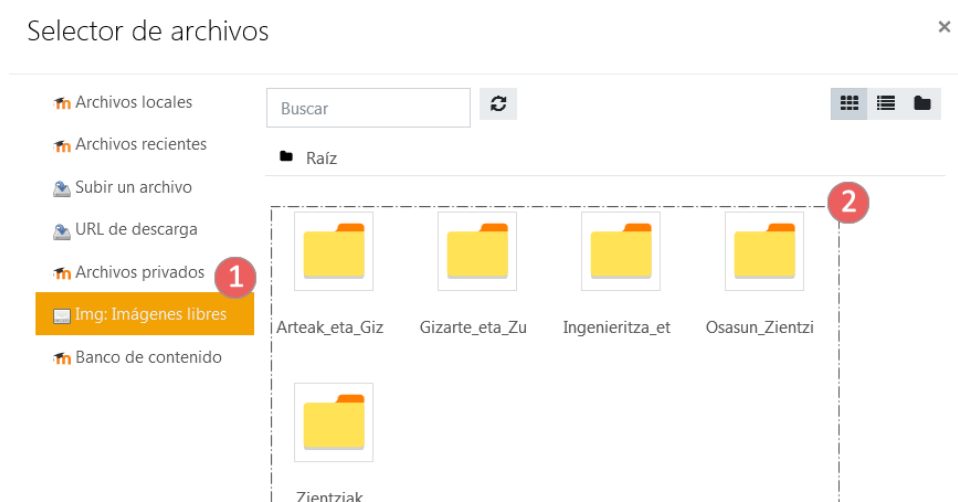 Selector de archivos
×
Archivos locales
Archivos recientes
Subir un archivo
URL de descarga
Archivos privados
1
Img: Imágenes libres
Banco de contenido
Buscar
Raíz
2
Arteak_eta_Giz
Gizarte_eta_Zu
Ingenieritza_et
Osasun_Zientzi
Zientziak